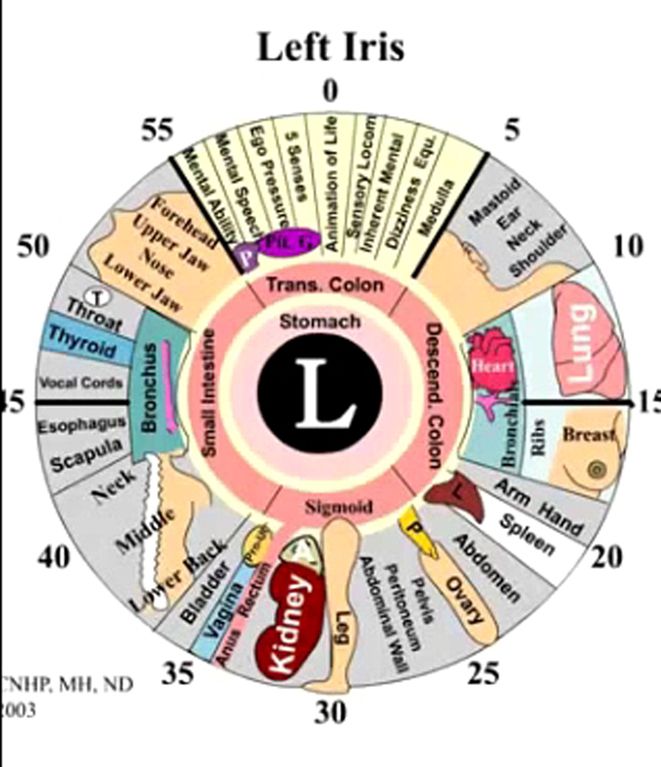 Left Iris
0
5
10
15
20
25
30
35
40
45
50
55
Mental Ability
Mental Speech
Ego Pressure
5 Senses
Animation of Life
Sensory Locom
Inherent Mental
Dizziness Equ.
Medulla
Mastoid
Ear
Neck
Shoulder
Lung
Heart
Bronchial
Ribs
Breast
Arm Hand
Spleen
L
Abdomen
Ovary
P
Pelvis
Peritoneum
Abdominal Wall
Leg
Kidney
A
Anus Rectum
Vagina
Bladder
Lower Back
Middle
Neck
Scapula
Esophagus
Vocal Cords
Thyroid
Throat
T
Bronchus
Forehead
Upper Jaw
Nose
Lower Jaw
P
Pit. G
Trans. Colon
Stomach
Small Intestine
Descend. Colon
Sigmoid
L
CNHP, MH, ND
2003